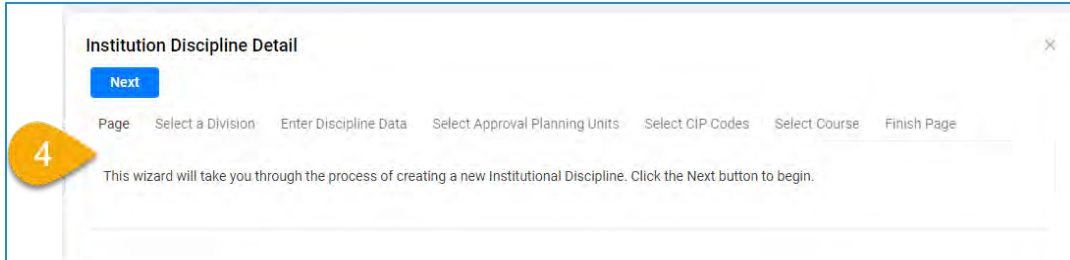 Institution Discipline Detail
Next
Page Select a Division Enter Discipline Data Select Approval Planning Units Select CIP Codes Select Course Finish Page
4
This wizard will take you through the process of creating a new Institutional Discipline. Click the Next button to begin.